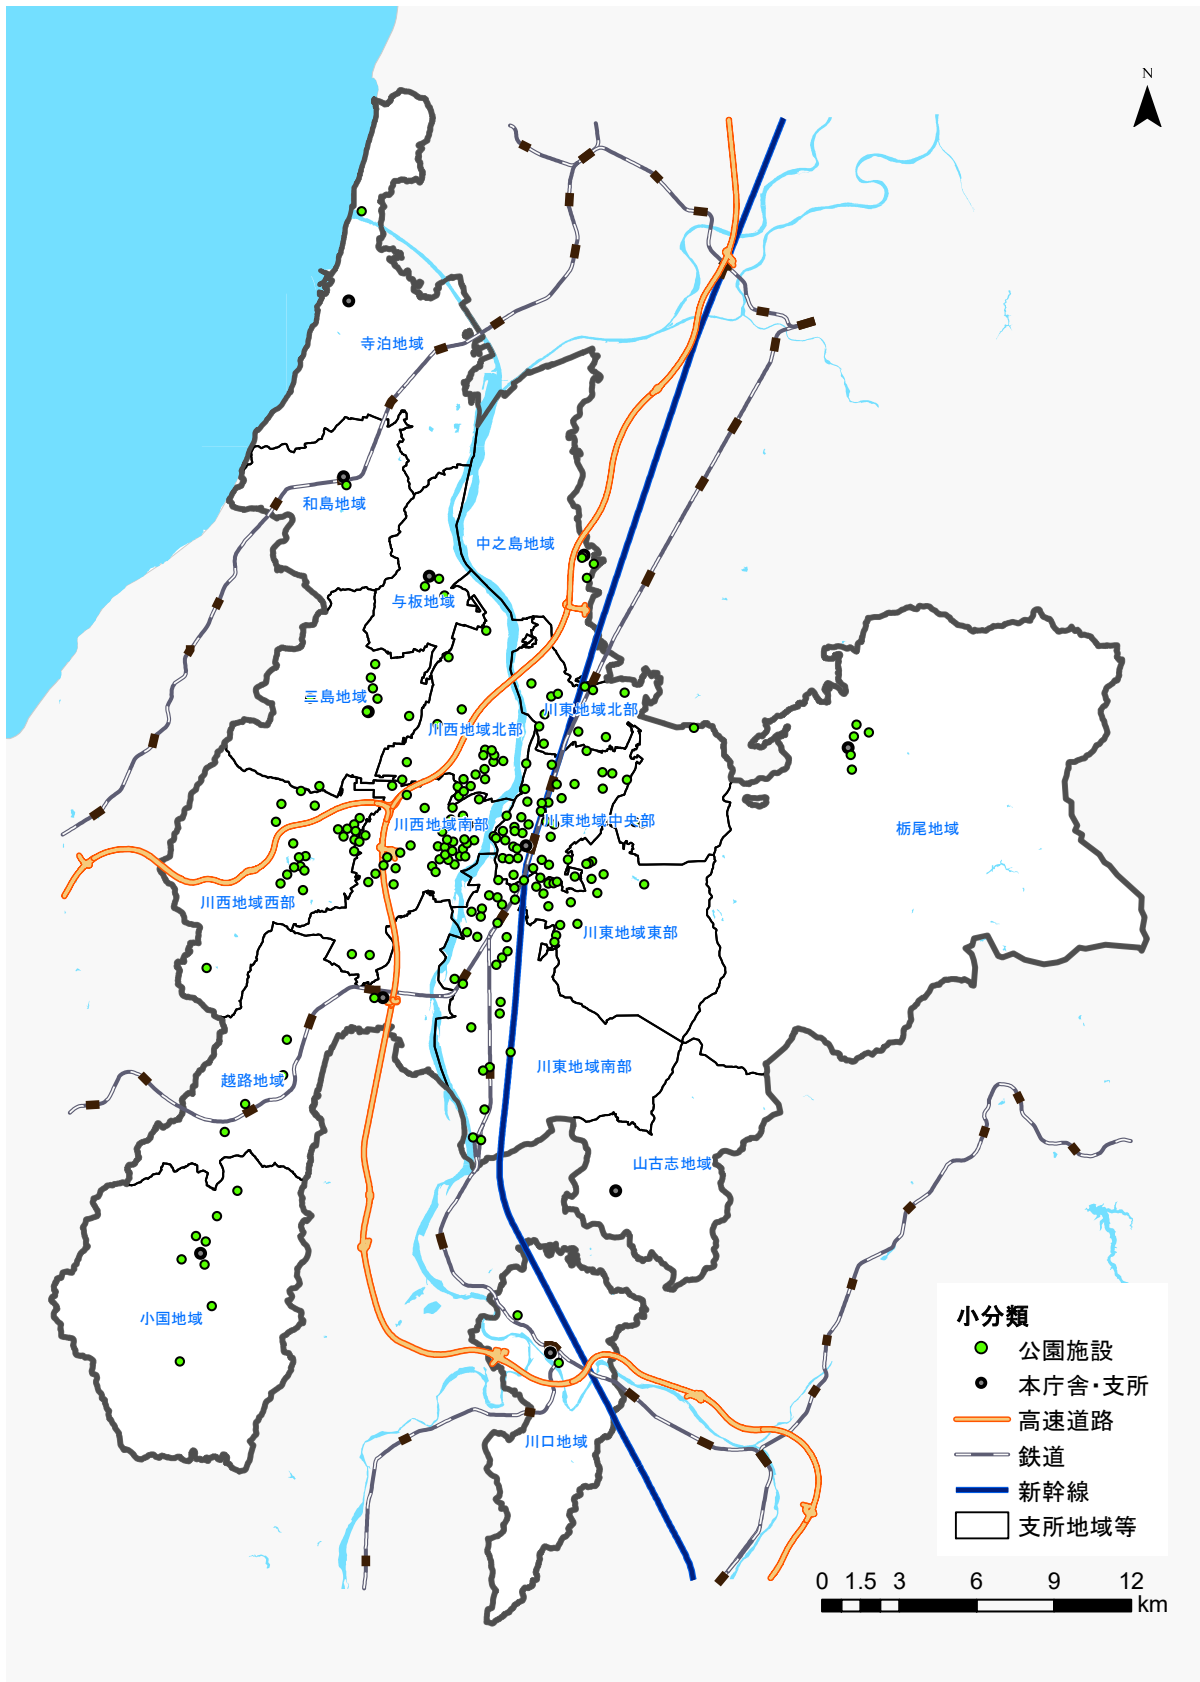 N
寺泊地域
和島地域
中之島地域
与板地域
三島地域
川東地域北部
川西地域北部
川西地域南部
川東地域中央部
栃尾地域
川西地域西部
川東地域東部
川東地域南部
越路地域
山古志地域
小国地域
川口地域
小分類
公園施設
本庁舎・支所
高速道路
鉄道
新幹線
支所地域等
0 1.5 3 6 9 12
km